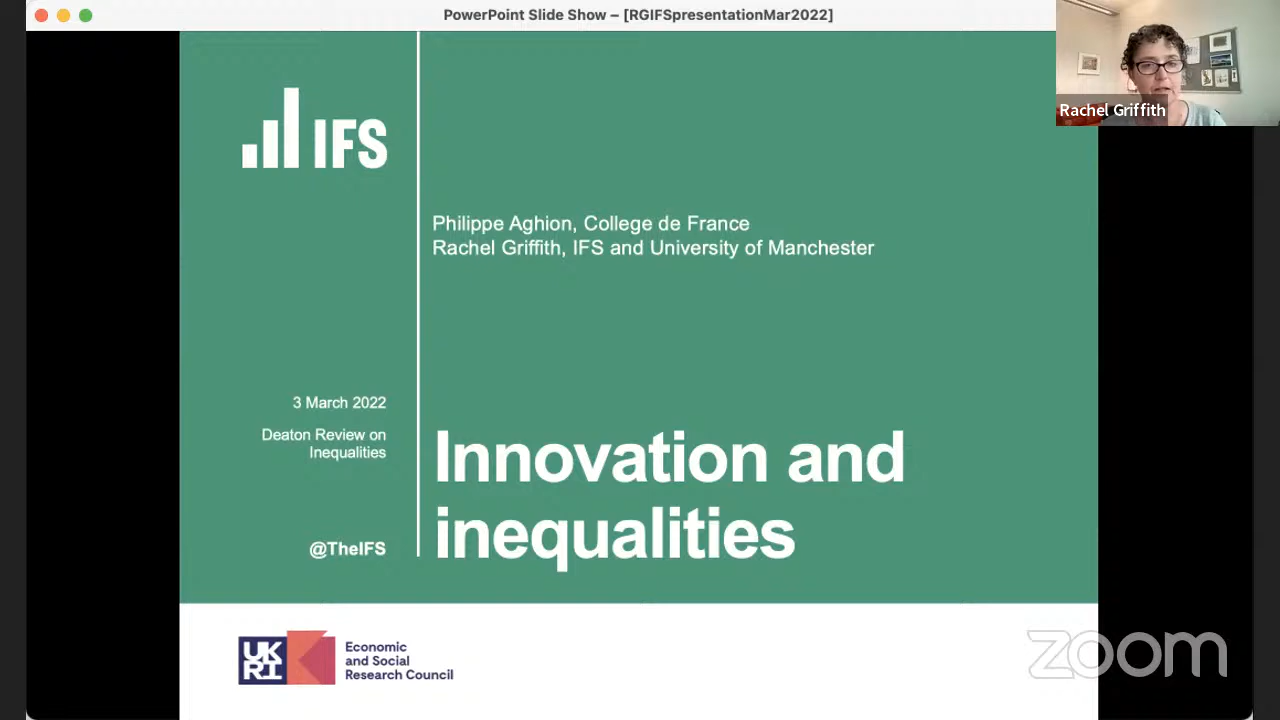 PowerPoint Slide Show – [RGIFSpresentationMar2022]
Rachel Griffith
IFS
Philippe Aghion, College de France
Rachel Griffith, IFS and University of Manchester
3 March 2022
Deaton Review on
Inequalities
Innovation and
inequalities
@TheIFS
UK
RI
Economic
and Social
Research Council
zoom